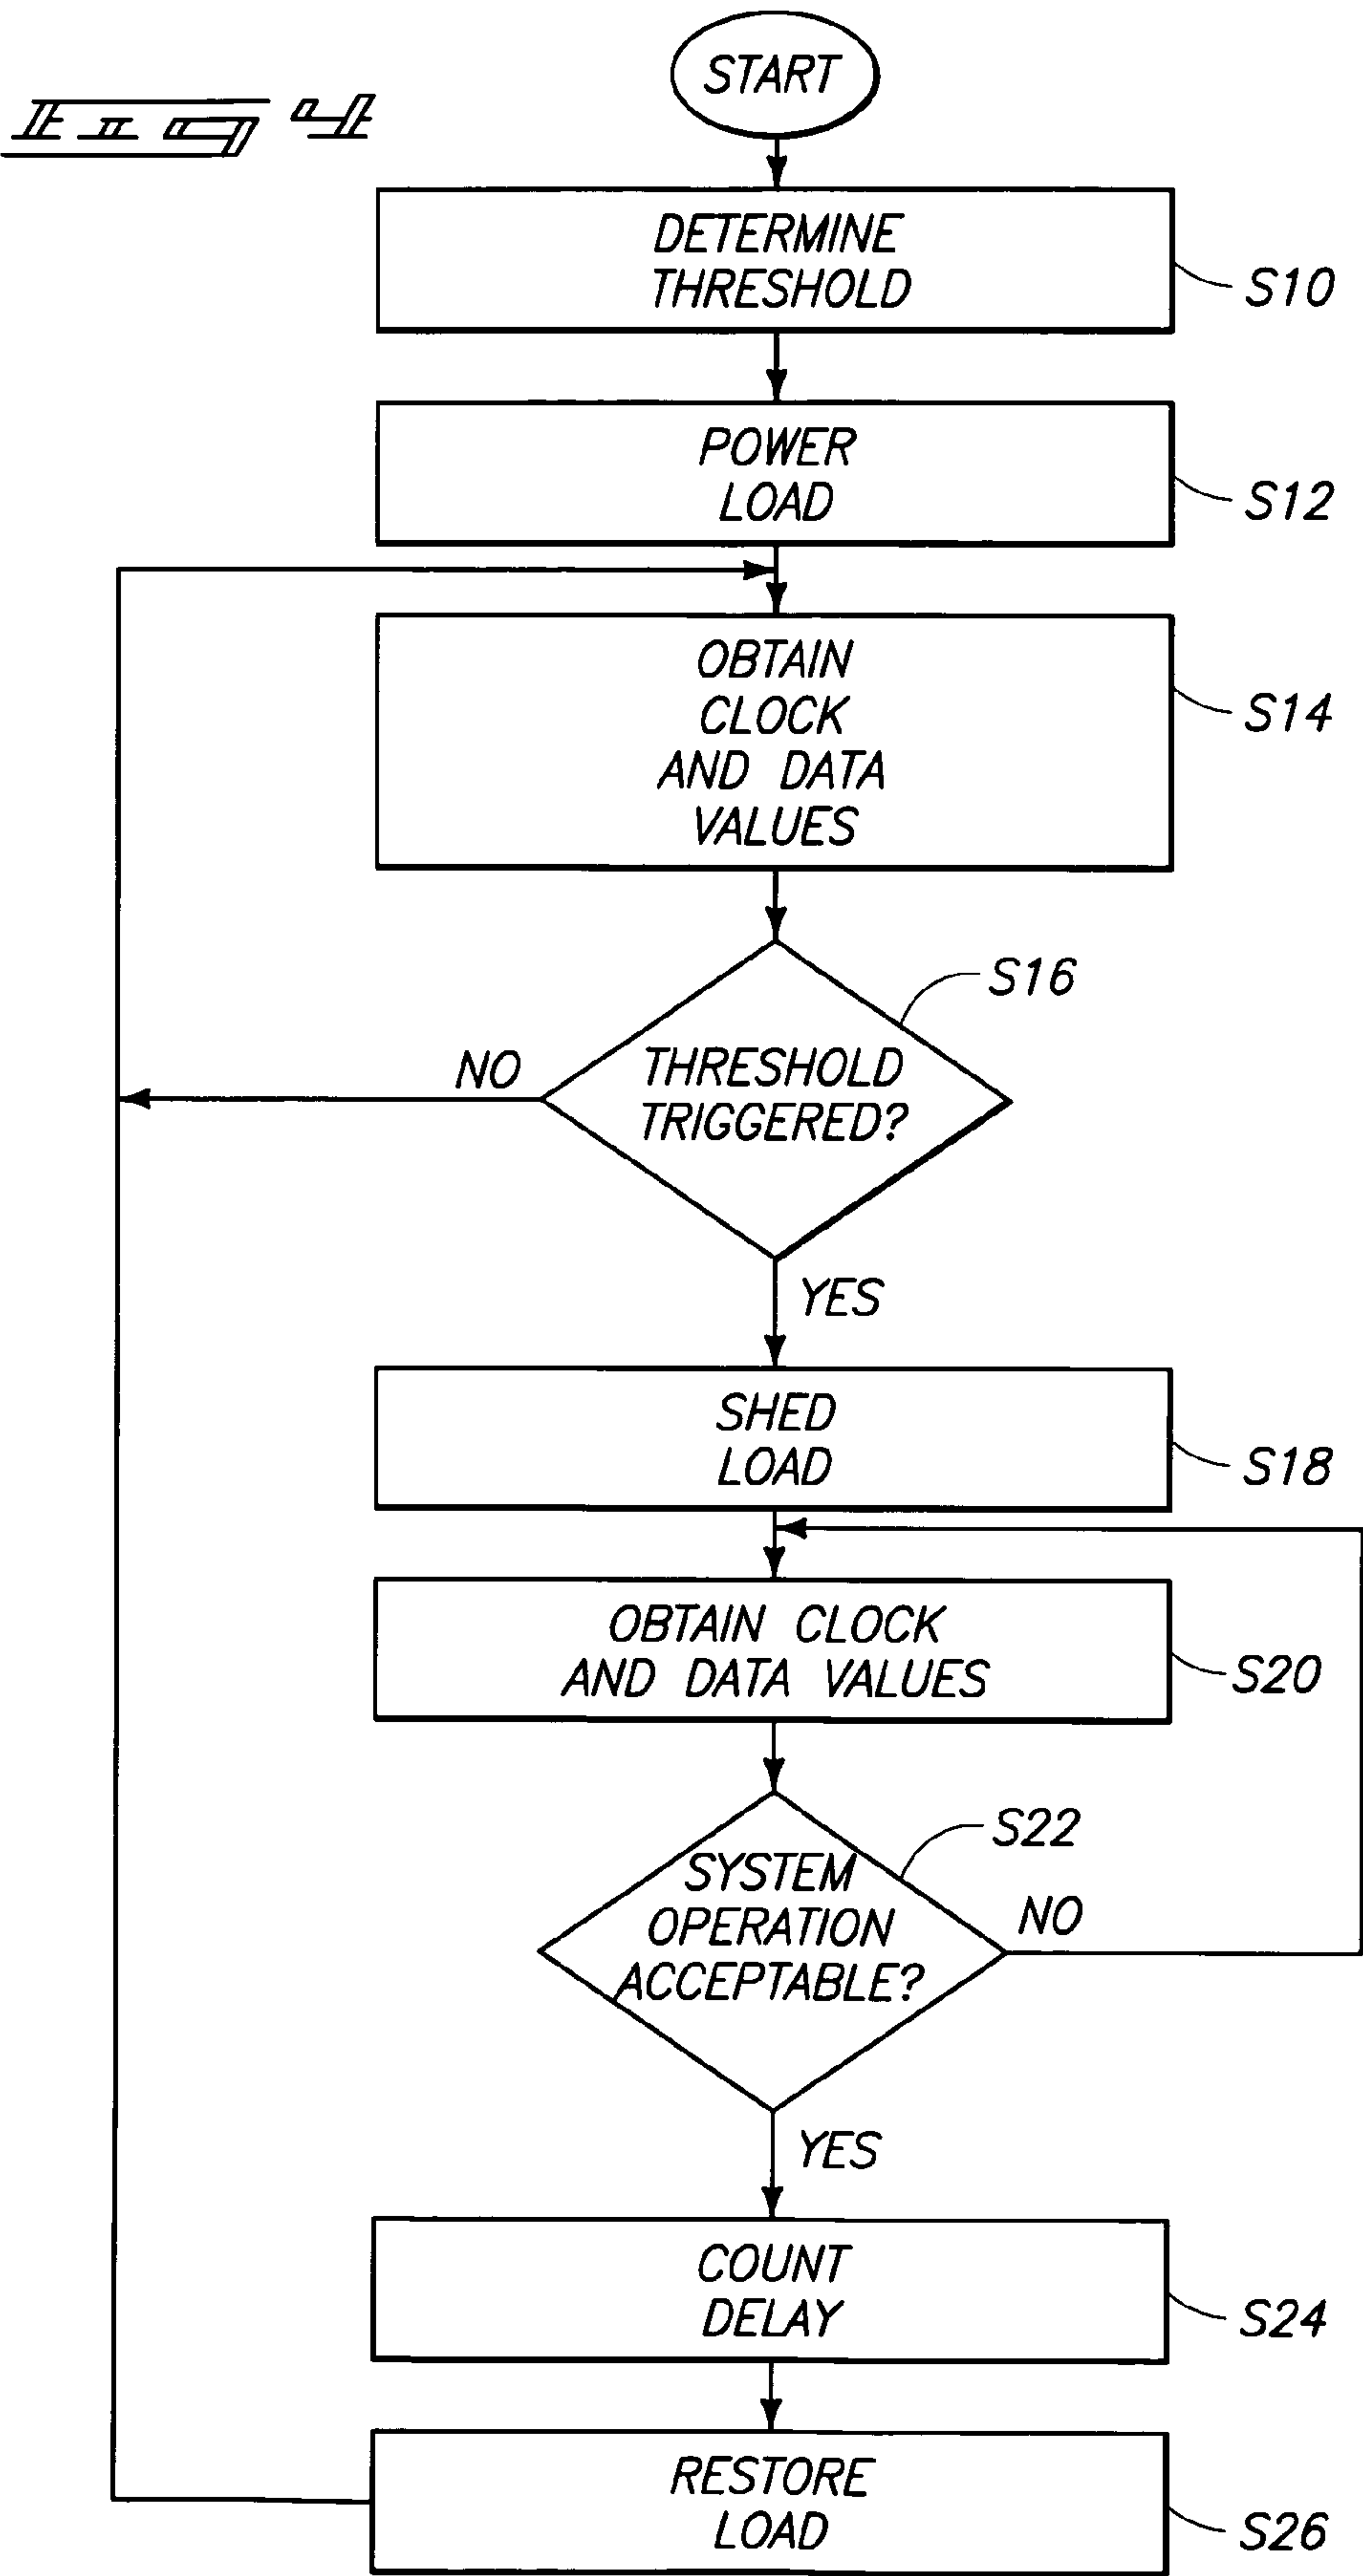 Fig 4
START
DETERMINE
THRESHOLD
S10
POWER
LOAD
S12
OBTAIN
CLOCK
AND DATA
VALUES
S14
S16
THRESHOLD
TRIGGERED?
NO
YES
SHED
LOAD
S18
OBTAIN CLOCK
AND DATA VALUES
S20
S22
SYSTEM
OPERATION
ACCEPTABLE?
NO
YES
COUNT
DELAY
S24
RESTORE
LOAD
S26